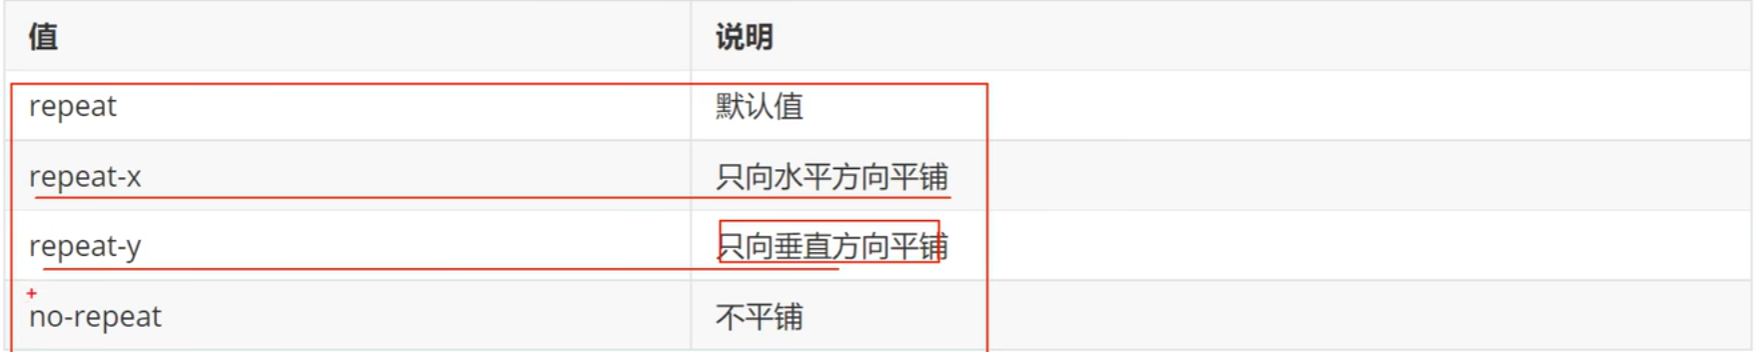 值 说明
repeat 默认值
repeat-x 只向水平方向平铺
repeat-y 只向垂直方向平铺
no-repeat 不平铺